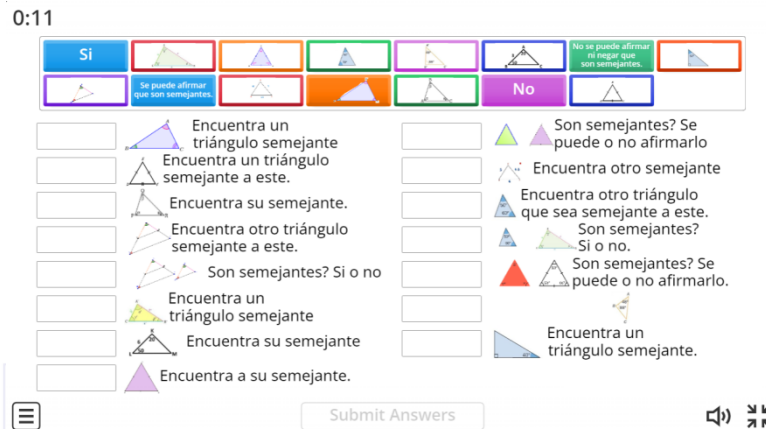 0:11
Si
No se puede afirmar
ni negar que
son semejantes.
Se puede afirmar
que son semejantes.
No
Encuentra un
triángulo semejante
Encuentra un triángulo
semejante a este.
Encuentra su semejante.
Encuentra otro triángulo
semejante a este.
Son semejantes? Si o no
Encuentra un
triángulo semejante
Encuentra su semejante
Encuentra a su semejante.
Son semejantes? Se
puede o no afirmarlo
Encuentra otro semejante
Encuentra otro triángulo
que sea semejante a este.
Son semejantes?
Si o no.
Son semejantes? Se
puede o no afirmarlo.
Encuentra un
triángulo semejante.
Submit Answers